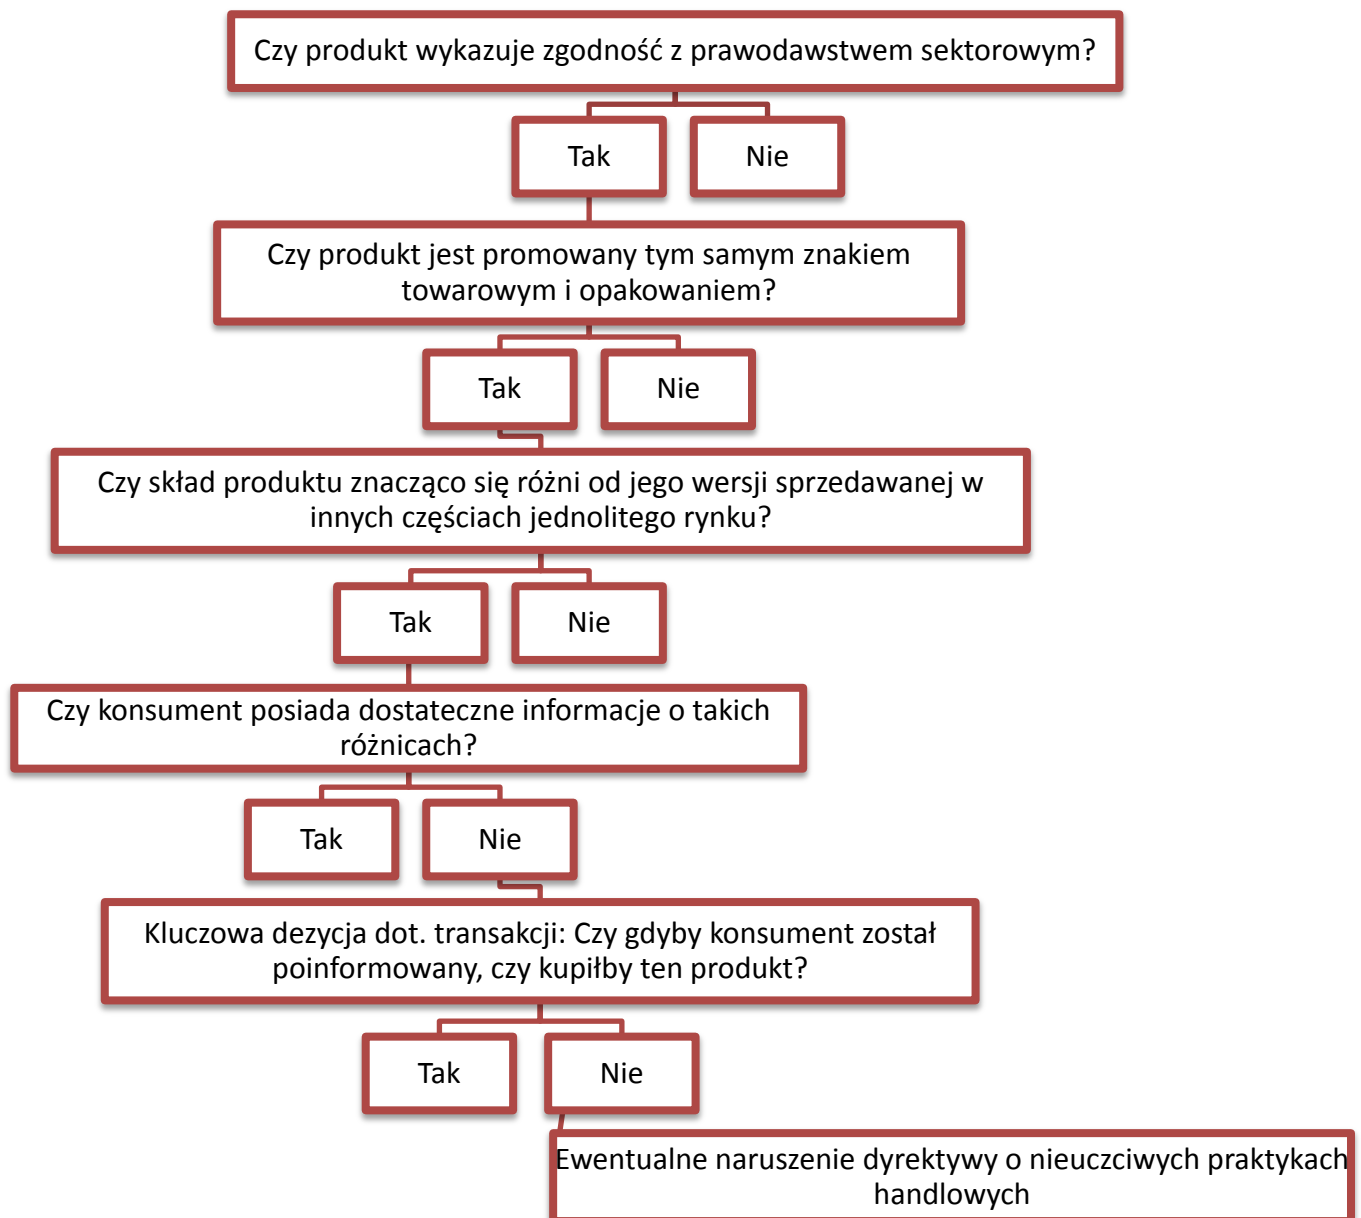 Czy produkt wykazuje zgodność z prawodawstwem sektorowym?
Tak
Nie
Czy produkt jest promowany tym samym znakiem
towarowym i opakowaniem?
Tak
Nie
Czy skład produktu znacząco się różni od jego wersji sprzedawanej w
innych częściach jednolitego rynku?
Tak
Nie
Czy konsument posiada dostateczne informacje o takich
różnicach?
Tak
Nie
Kluczowa dezycja dot. transakcji: Czy gdyby konsument został
poinformowany, czy kupiłby ten produkt?
Tak
Nie
Ewentualne naruszenie dyrektywy o nieuczciwych praktykach
handlowych